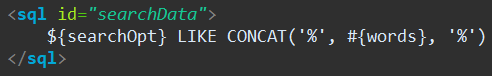 <sql id="searchData">
    ${searchOpt} LIKE CONCAT('%', #{words}, '%')
</sql>